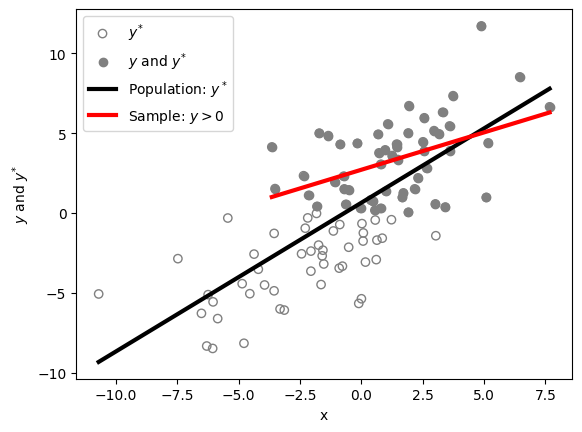 y*
y and y*
Population: y*
Sample: y > 0
y and y*
10
5
0
−5
−10
−10.0 −7.5 −5.0 −2.5 0.0 2.5 5.0 7.5
x